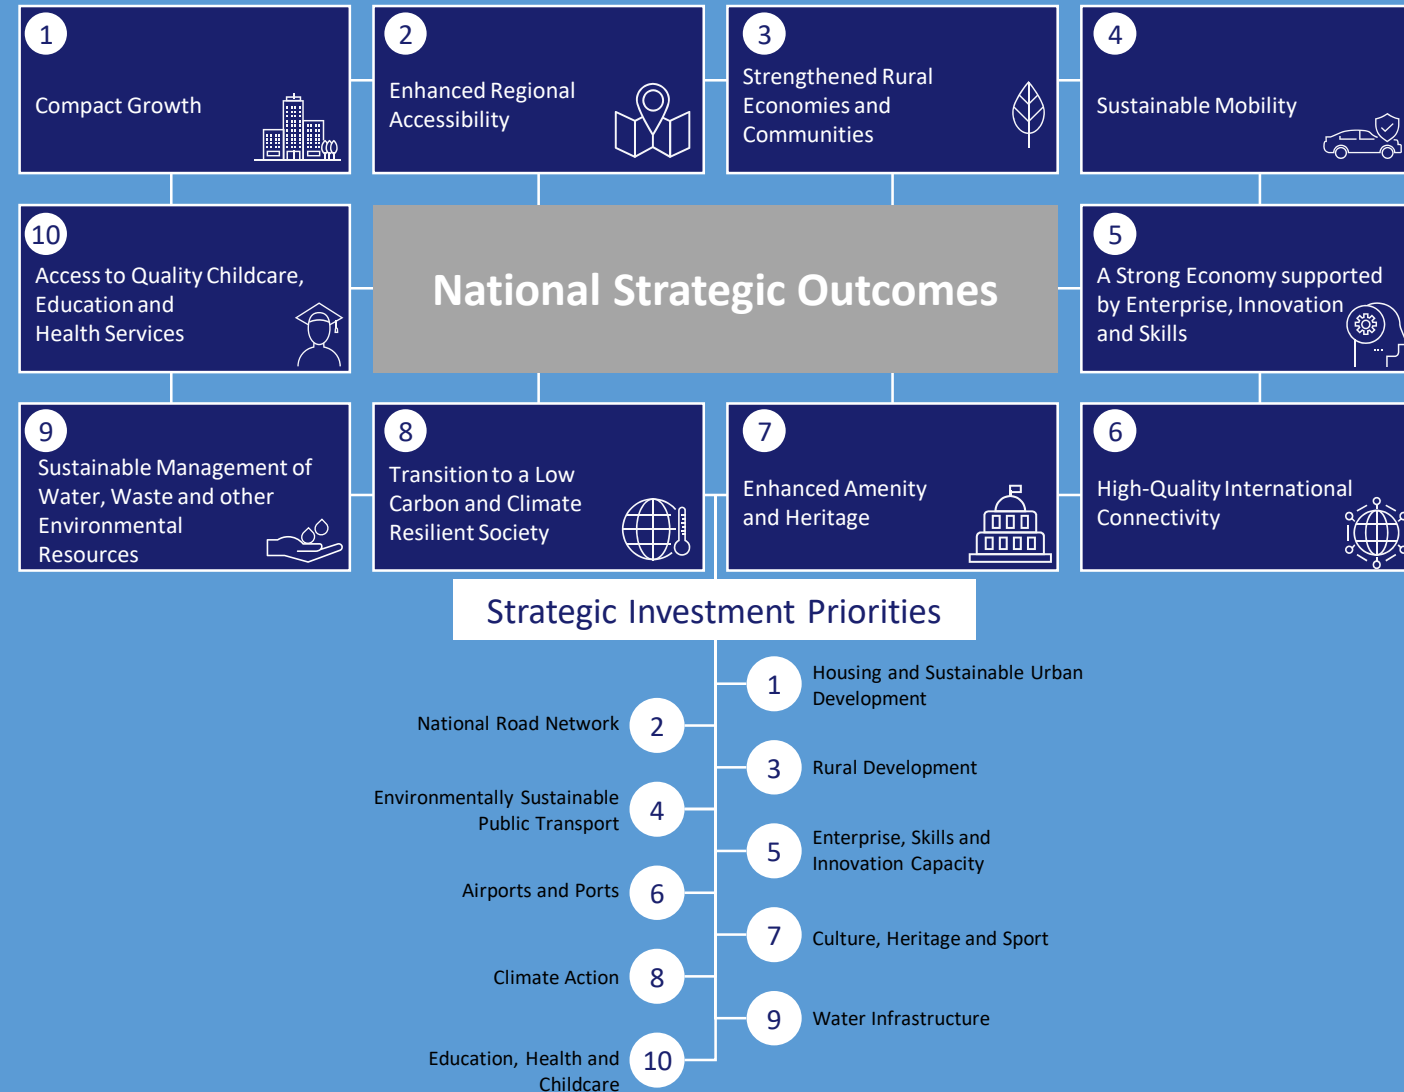 1
Compact Growth
2
Enhanced Regional
Accessibility
3
Strengthened Rural
Economies and
Communities
4
Sustainable Mobility
10
Access to Quality Childcare,
Education and
Health Services
National Strategic Outcomes
5
A Strong Economy supported
by Enterprise, Innovation
and Skills
9
Sustainable Management of
Water, Waste and other
Environmental
Resources
8
Transition to a Low
Carbon and Climate
Resilient Society
7
Enhanced Amenity
and Heritage
6
High-Quality International
Connectivity
Strategic Investment Priorities
1
Housing and Sustainable Urban
Development
National Road Network
2
3
Rural Development
Environmentally Sustainable
Public Transport
4
5
Enterprise, Skills and
Innovation Capacity
Airports and Ports
6
7
Culture, Heritage and Sport
Climate Action
8
9
Water Infrastructure
Education, Health and
Childcare
10